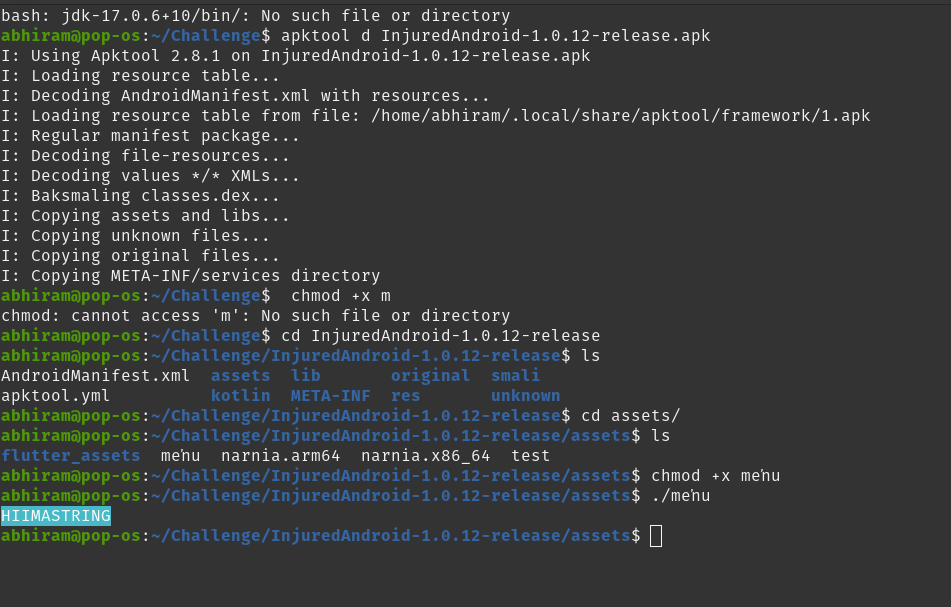 bash: jdk-17.0.6+10/bin/: No such file or directory
abhiram@pop-os:~/Challenge$ apktool d InjuredAndroid-1.0.12-release.apk
I: Using Apktool 2.8.1 on InjuredAndroid-1.0.12-release.apk
I: Loading resource table...
I: Decoding AndroidManifest.xml with resources...
I: Loading resource table from file: /home/abhiram/.local/share/apktool/framework/1.apk
I: Regular manifest package...
I: Decoding file-resources...
I: Decoding values */* XMLs...
I: Baksmaling classes.dex...
I: Copying assets and libs...
I: Copying unknown files...
I: Copying original files...
I: Copying META-INF/services directory
abhiram@pop-os:~/Challenge$  chmod +x m
chmod: cannot access 'm': No such file or directory
abhiram@pop-os:~/Challenge$ cd InjuredAndroid-1.0.12-release
abhiram@pop-os:~/Challenge/InjuredAndroid-1.0.12-release$ ls
AndroidManifest.xml  assets  lib       original  smali
apktool.yml          kotlin  META-INF  res       unknown
abhiram@pop-os:~/Challenge/InjuredAndroid-1.0.12-release$ cd assets/
abhiram@pop-os:~/Challenge/InjuredAndroid-1.0.12-release/assets$ ls
flutter_assets  meŉu  narnia.arm64  narnia.x86_64  test
abhiram@pop-os:~/Challenge/InjuredAndroid-1.0.12-release/assets$ chmod +x meŉu
abhiram@pop-os:~/Challenge/InjuredAndroid-1.0.12-release/assets$ ./meŉu
HIIMASTRING
abhiram@pop-os:~/Challenge/InjuredAndroid-1.0.12-release/assets$